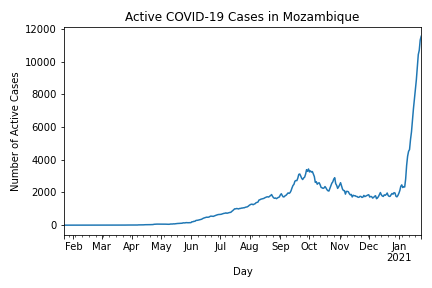 Active COVID-19 Cases in Mozambique
12000
10000
8000
6000
4000
2000
0
Number of Active Cases
Feb Mar Apr May Jun Jul Aug Sep Oct Nov Dec Jan
2021
Day